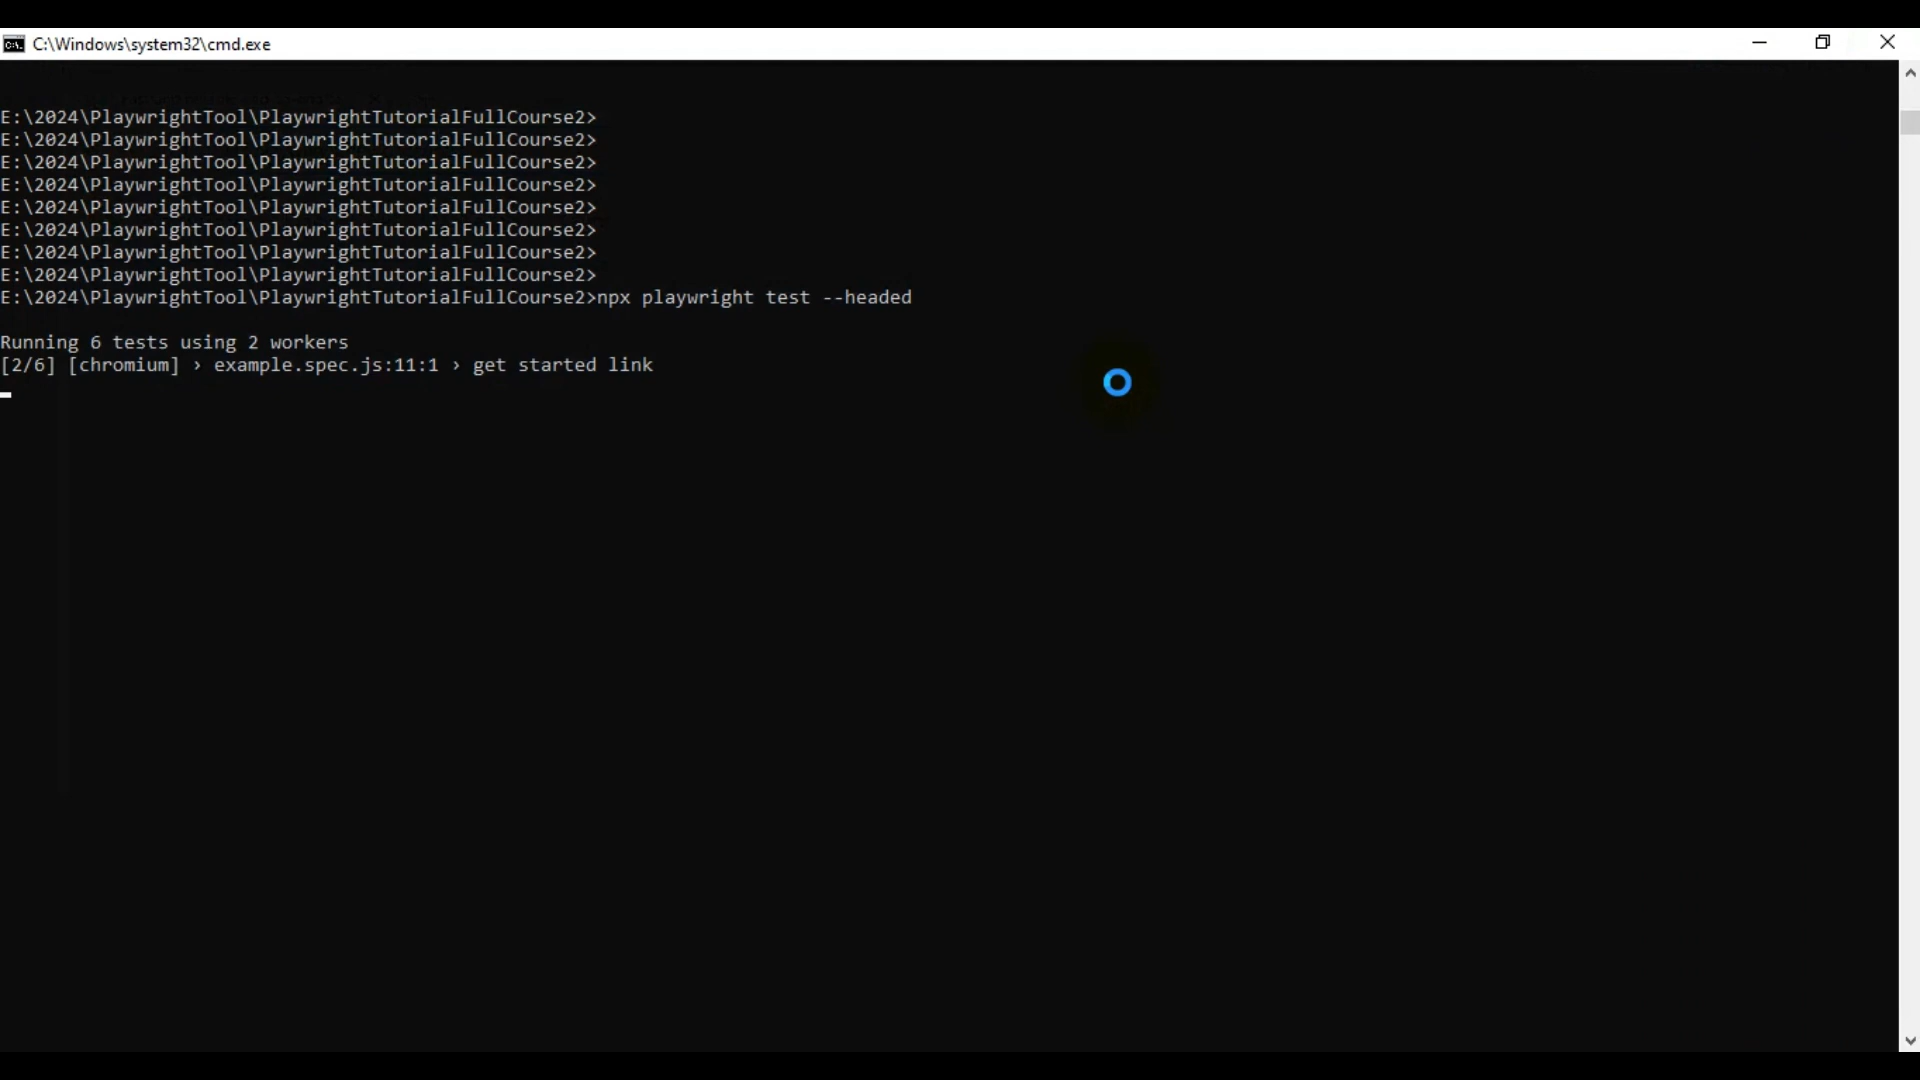 C:\Windows\system32\cmd.exe
E:\2024\PlaywrightTool\PlaywrightTutorialFullCourse2>
E:\2024\PlaywrightTool\PlaywrightTutorialFullCourse2>
E:\2024\PlaywrightTool\PlaywrightTutorialFullCourse2>
E:\2024\PlaywrightTool\PlaywrightTutorialFullCourse2>
E:\2024\PlaywrightTool\PlaywrightTutorialFullCourse2>
E:\2024\PlaywrightTool\PlaywrightTutorialFullCourse2>
E:\2024\PlaywrightTool\PlaywrightTutorialFullCourse2>
E:\2024\PlaywrightTool\PlaywrightTutorialFullCourse2>
E:\2024\PlaywrightTool\PlaywrightTutorialFullCourse2>npx playwright test --headed
Running 6 tests using 2 workers
[2/6] [chromium] › example.spec.js:11:1 › get started link